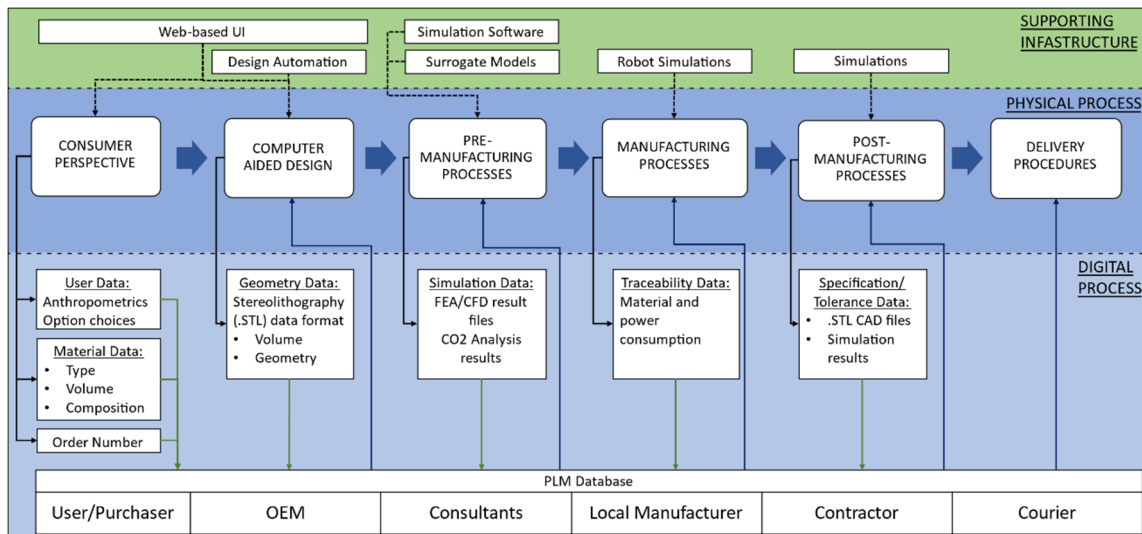 SUPPORTING
INFASTRUCTURE
Web-based UI
Design Automation
Simulation Software
Surrogate Models
Robot Simulations
Simulations
PHYSICAL PROCESS
CONSUMER
PERSPECTIVE
COMPUTER
AIDED DESIGN
PRE-
MANUFACTURING
PROCESSES
MANUFACTURING
PROCESSES
POST-
MANUFACTURING
PROCESSES
DELIVERY
PROCEDURES
DIGITAL
PROCESS
User Data:
Anthropometrics
Option choices
Material Data:
• Type
• Volume
• Composition
Order Number
Geometry Data:
Stereolithography
(.STL) data format
• Volume
• Geometry
Simulation Data:
FEA/CFD result
files
CO2 Analysis
results
Traceability Data:
Material and
power
consumption
Specification/
Tolerance Data:
• .STL CAD files
• Simulation
results
PLM Database
User/Purchaser
OEM
Consultants
Local Manufacturer
Contractor
Courier